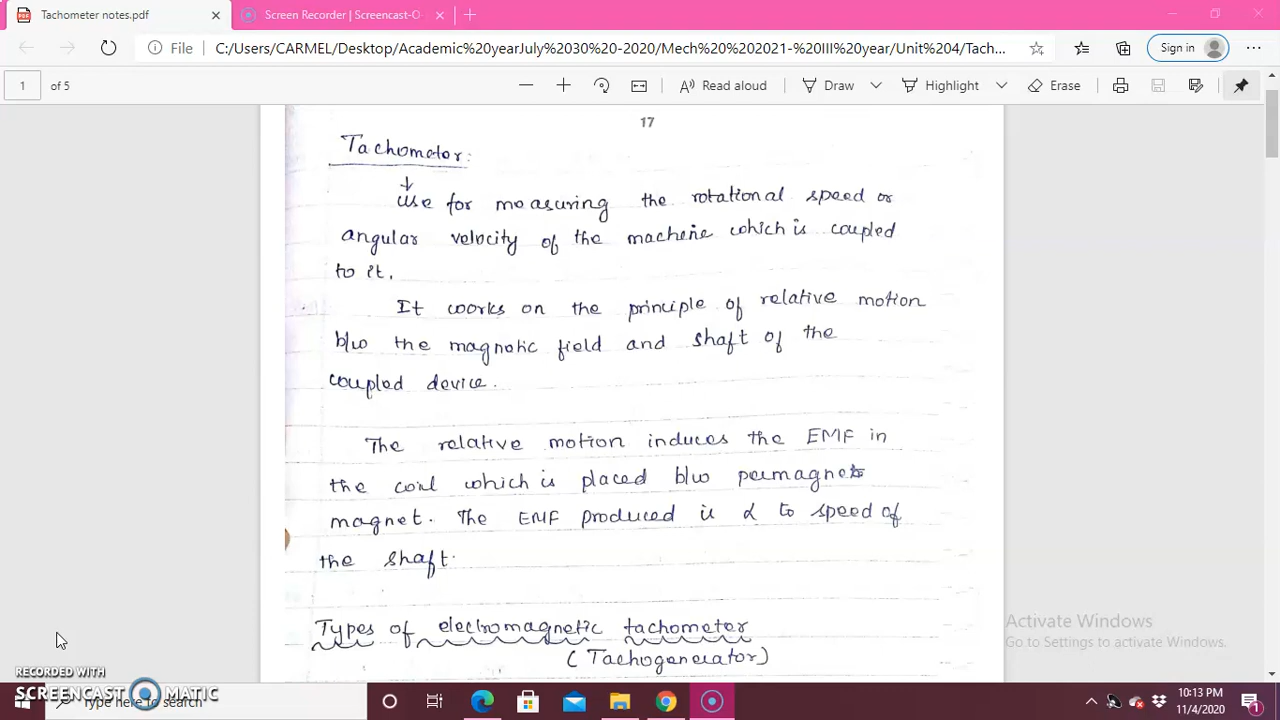 Tachometer notes.pdf
Screen Recorder | Screencast-O
File
C:/Users/CARMEL/Desktop/Academic%20yearJuly%2030%20-2020/Mech%20%202021-%20III%20year/Unit%204/Tach...
Sign in
1 of 5
Read aloud
Draw
Highlight
Erase
17
Tachometer:
Use for measuring the rotational speed or
angular velocity of the machine which is coupled
to it.
It works on the principle of relative motion
b/w the magnetic field and shaft of the
coupled device.
The relative motion induces the EMF in
the coil which is placed b/w
magnet. The EMF produced is α to speed of
the shaft.
Types of electromagnetic tachometer
(Tachogenerator)
Activate Windows
Go to Settings to activate Windows.
RECORDED WITH
SCREENCAST MATIC
Type here to search
10:13 PM
11/4/2020
1